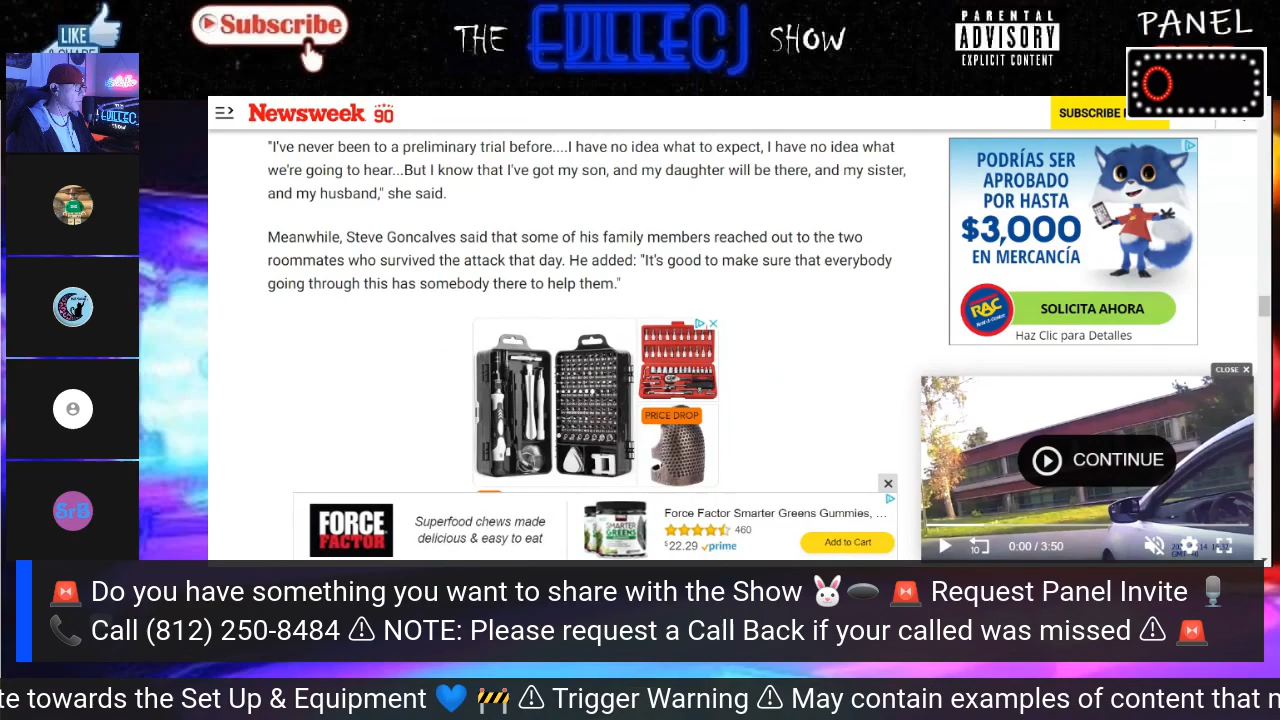 LIKE
& SHARE
Subscribe
THE EVILLECJ SHOW
PARENTAL
ADVISORY
EXPLICIT CONTENT
PANEL
Newsweek 90
SUBSCRIBE
"I've never been to a preliminary trial before....I have no idea what to expect, I have no idea what
we're going to hear...But I know that I've got my son, and my daughter will be there, and my sister,
and my husband," she said.
Meanwhile, Steve Goncalves said that some of his family members reached out to the two
roommates who survived the attack that day. He added: "It's good to make sure that everybody
going through this has somebody there to help them."
PODRÍAS SER
APROBADO
POR HASTA
$3,000
EN MERCANCÍA
RAC
SOLICITA AHORA
Haz Clic para Detalles
PRICE DROP
CLOSE X
CONTINUE
10
0:00 / 3:50
FORCE
FACTOR
Superfood chews made
delicious & easy to eat
Force Factor Smarter Greens Gummies, ...
460
$22.29 prime
Add to Cart
SrB
🚨 Do you have something you want to share with the Show 🐰🕳️ 🚨 Request Panel Invite 🎙️
📞 Call (812) 250-8484 ⚠ NOTE: Please request a Call Back if your called was missed ⚠ 🚨
te towards the Set Up & Equipment 💙 🚧 ⚠ Trigger Warning ⚠ May contain examples of content that